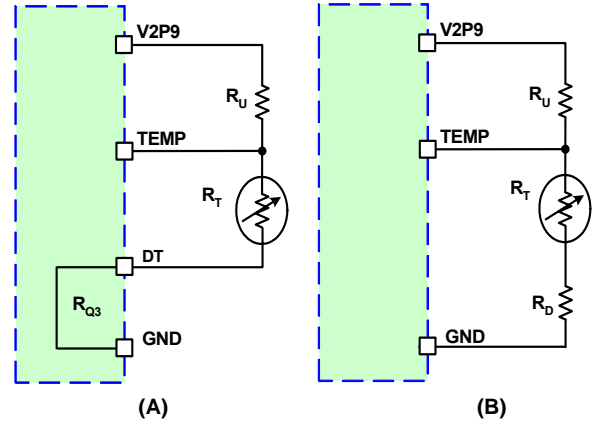 V2P9
R_U
TEMP
R_T
DT
R_Q3
GND
(A)
V2P9
R_U
TEMP
R_T
R_D
GND
(B)